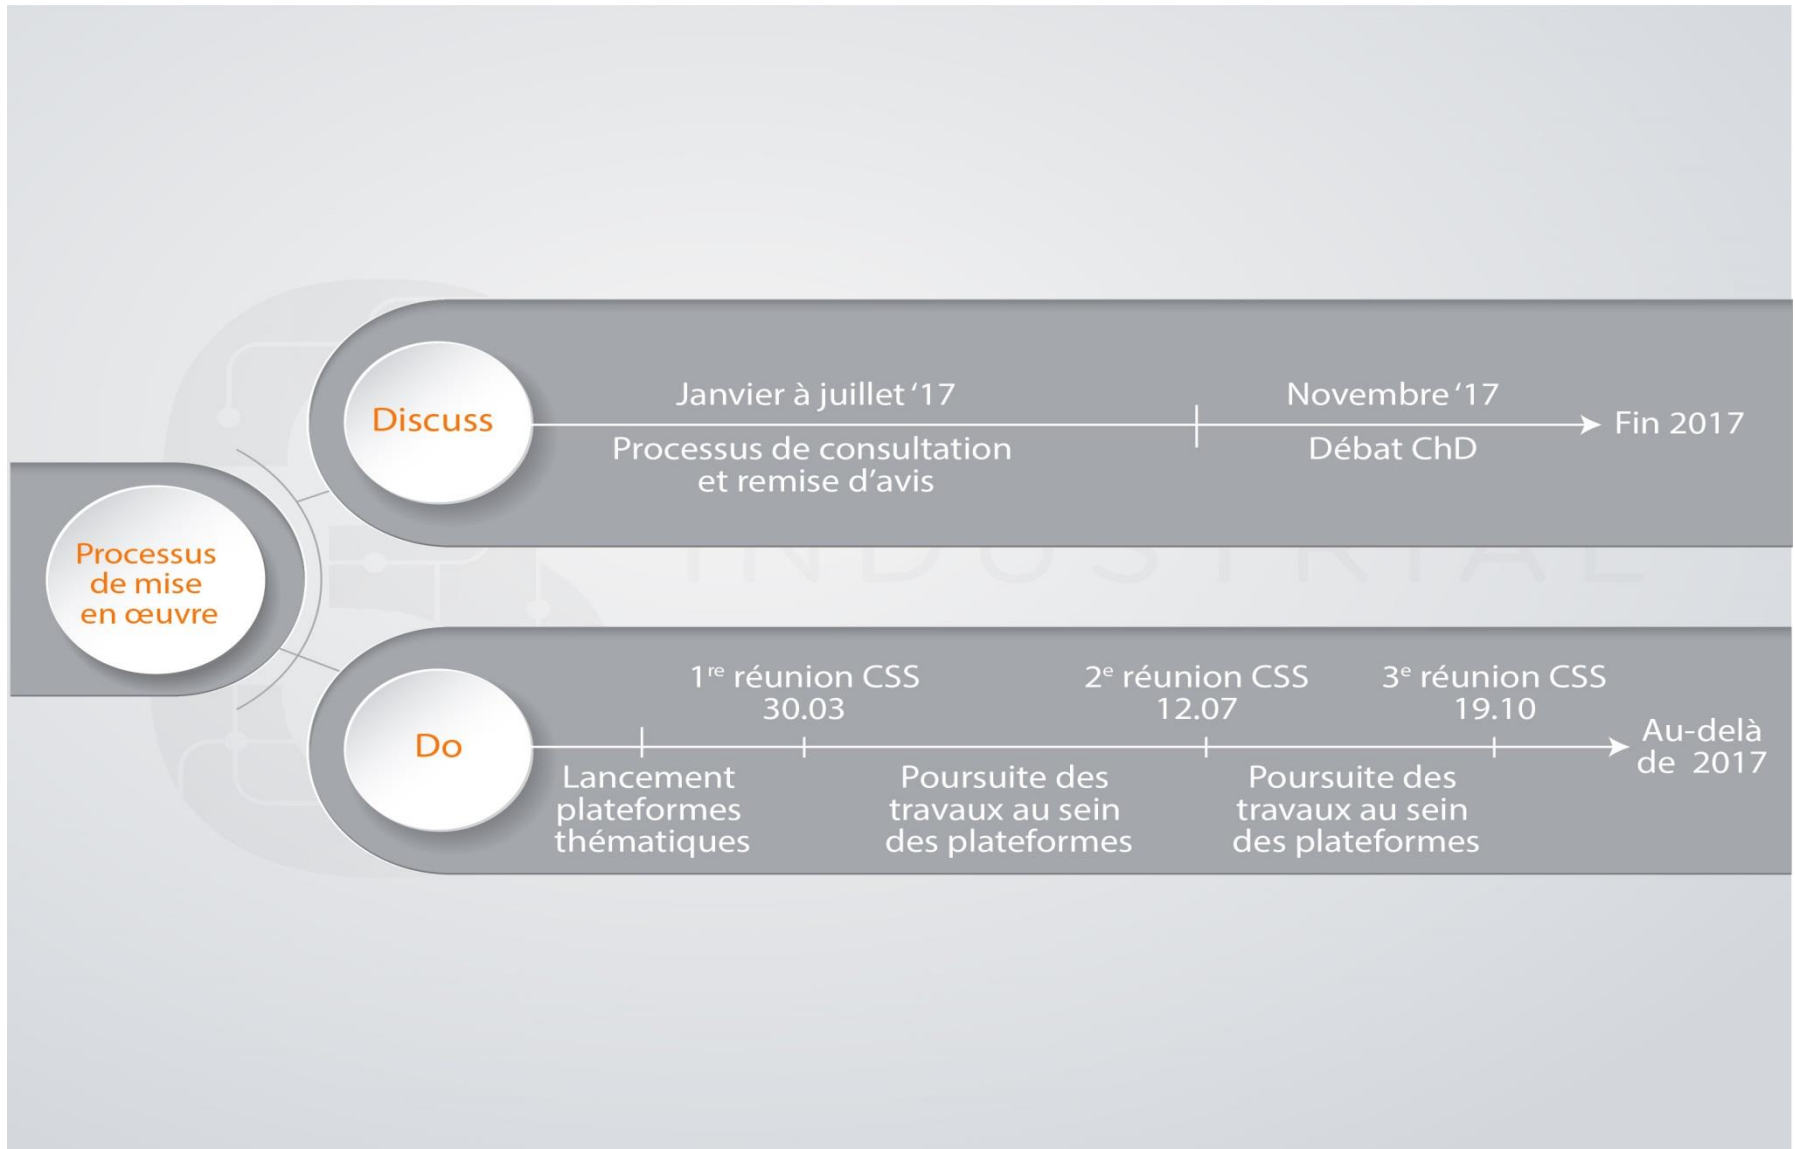 Processus
de mise
en œuvre
Discuss
Janvier à juillet ‘17
Processus de consultation
et remise d’avis
Novembre ‘17
Débat ChD
Fin 2017
INDUSTRIAL
Do
1re réunion CSS
30.03
2e réunion CSS
12.07
3e réunion CSS
19.10
Lancement
plateformes
thématiques
Poursuite des
travaux au sein
des plateformes
Poursuite des
travaux au sein
des plateformes
Au-delà
de 2017